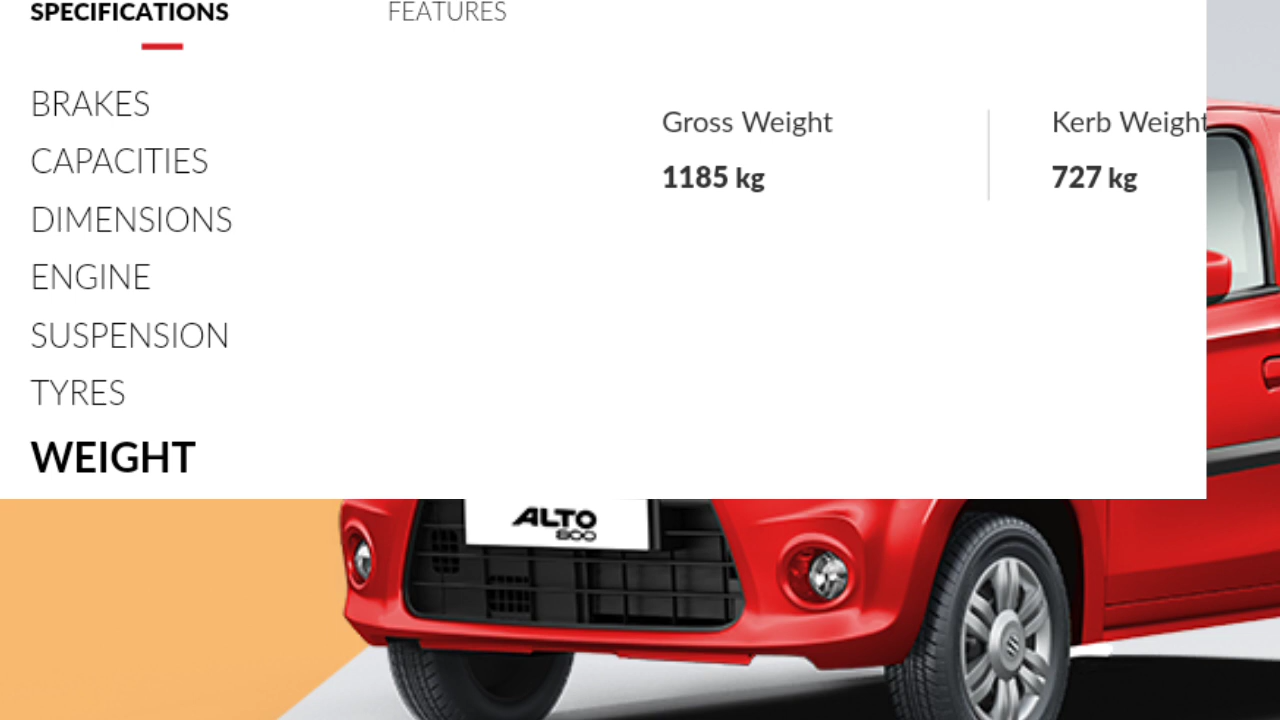 SPECIFICATIONS
FEATURES
BRAKES
CAPACITIES
DIMENSIONS
ENGINE
SUSPENSION
TYRES
WEIGHT
Gross Weight
1185 kg
Kerb Weight
727 kg
ALTO
800